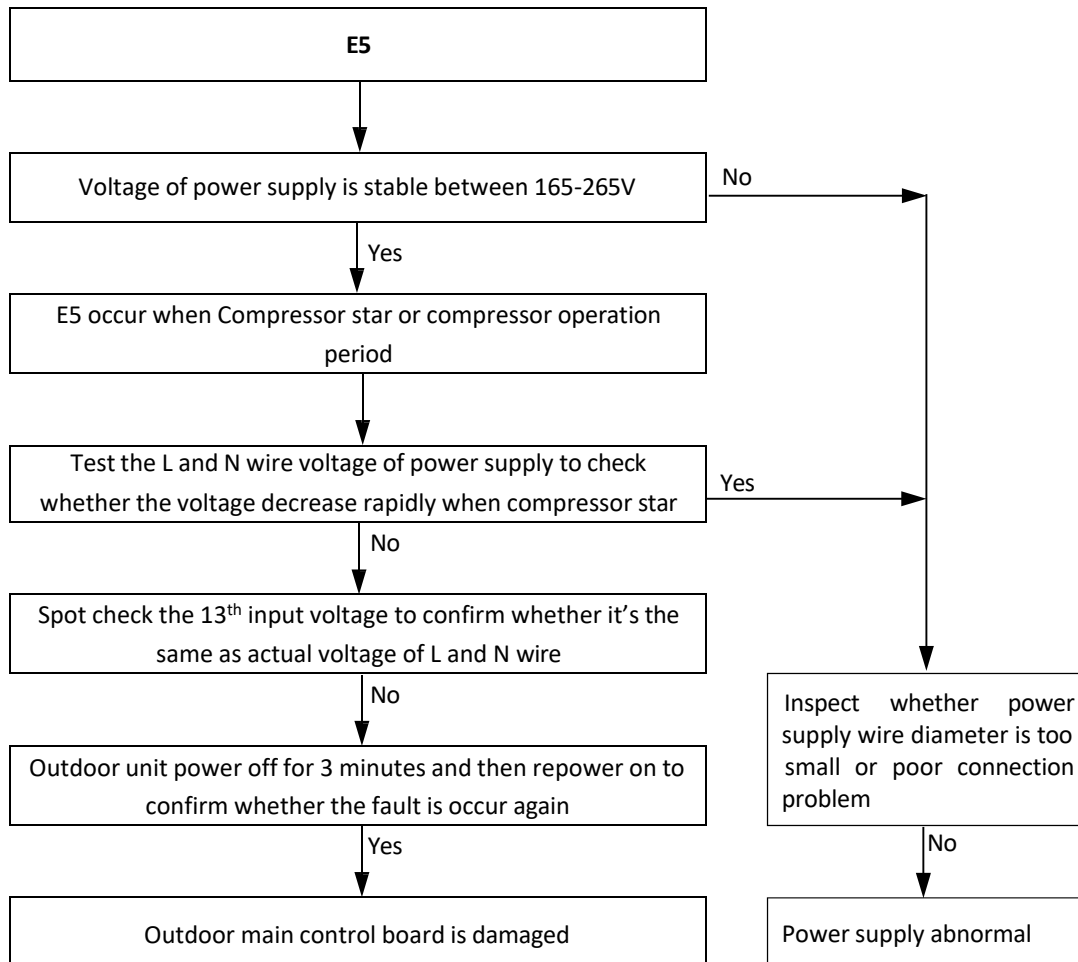 E5
Voltage of power supply is stable between 165-265V
No
Yes
E5 occur when Compressor star or compressor operation
period
Test the L and N wire voltage of power supply to check
whether the voltage decrease rapidly when compressor star
Yes
No
Spot check the 13th input voltage to confirm whether it's the
same as actual voltage of L and N wire
No
Inspect whether power
supply wire diameter is too
small or poor connection
problem
Outdoor unit power off for 3 minutes and then repower on to
confirm whether the fault is occur again
Yes
No
Outdoor main control board is damaged
Power supply abnormal